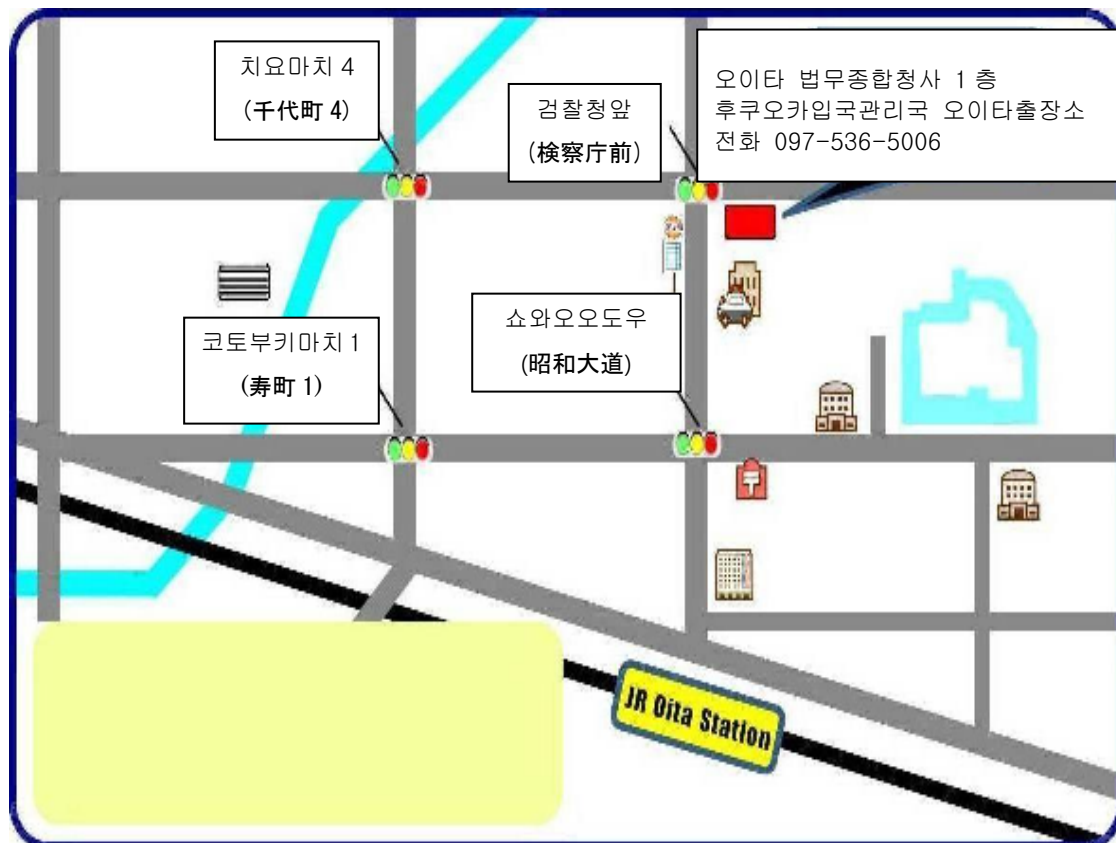 치요마치 4
(千代町 4)
검찰청앞
(検察庁前)
오이타 법무종합청사 1 층
후쿠오카입국관리국 오이타출장소
전화 097-536-5006
코토부키마치 1
(寿町 1)
쇼와오오도우
(昭和大道)
JR Oita Station